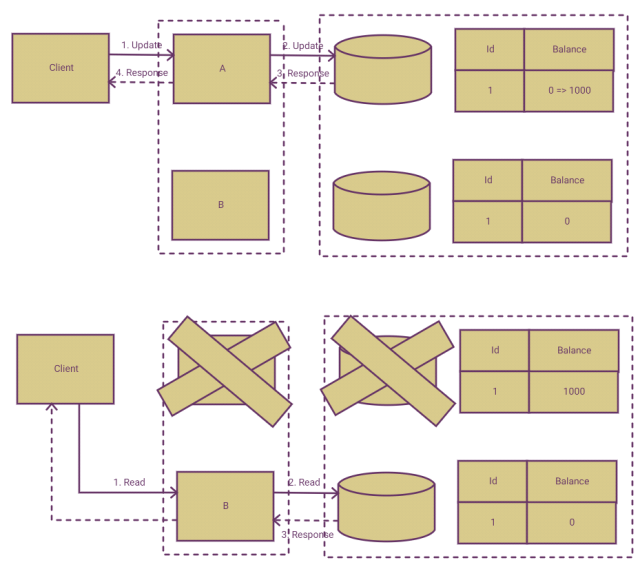 1. Update
2. Update
Client
A
4. Response
3. Response
Id
Balance
1
0 => 1000
B
Id
Balance
1
0
Client
Id
Balance
1
1000
1. Read
2. Read
B
3. Response
Id
Balance
1
0